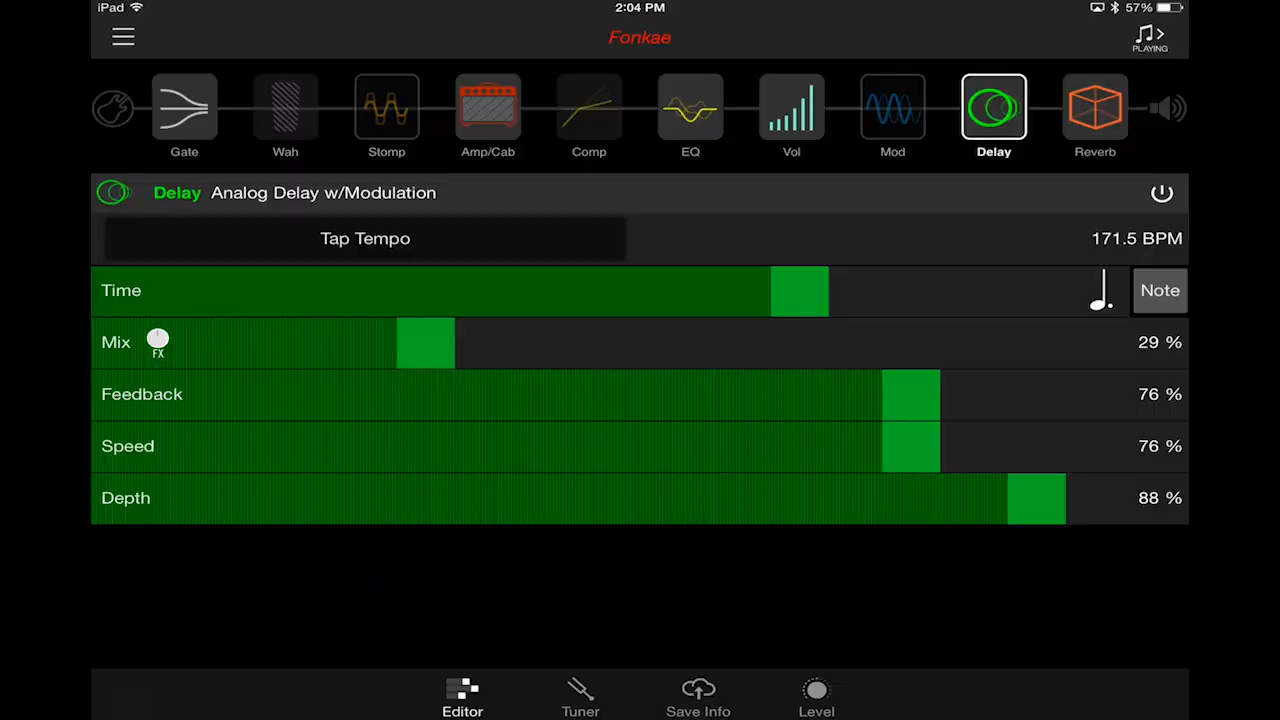 iPad 2:04 PM 57%
Fonkae
PLAYING
Gate Wah Stomp Amp/Cab Comp EQ Vol Mod Delay Reverb
Delay Analog Delay w/Modulation
Tap Tempo 171.5 BPM
Time Note
Mix FX 29 %
Feedback 76 %
Speed 76 %
Depth 88 %
Editor Tuner Save Info Level